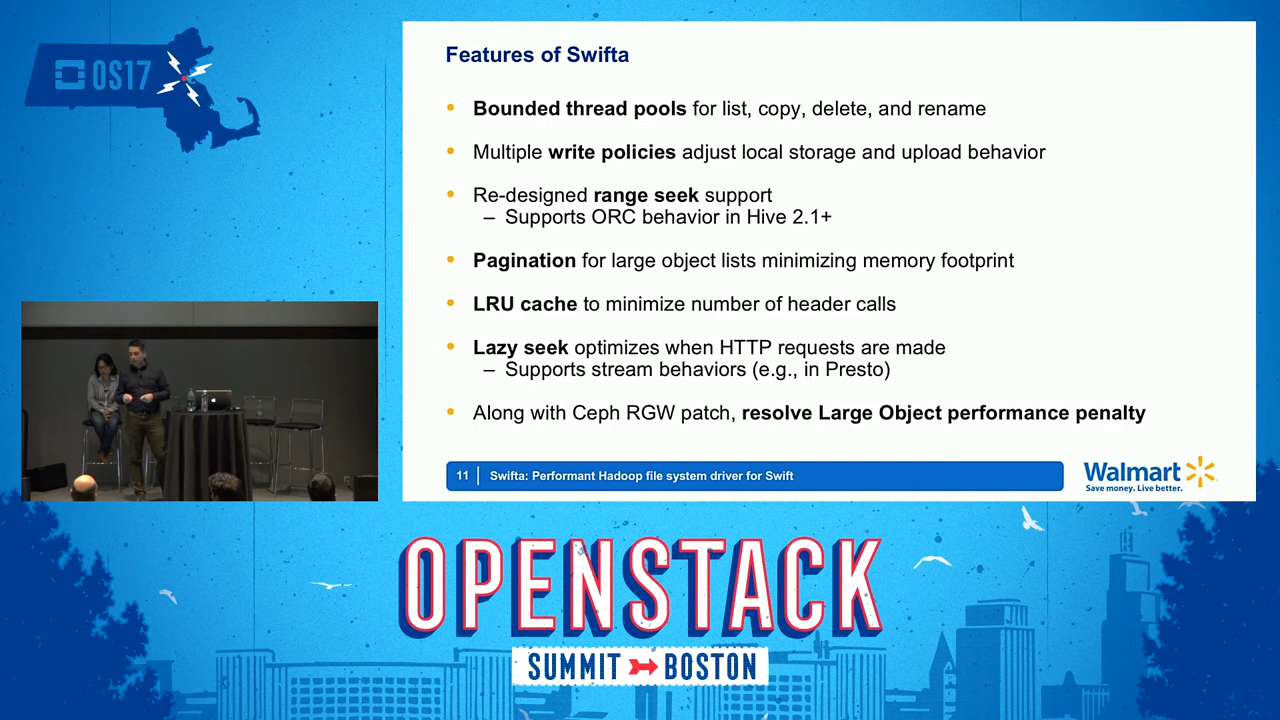 OS17
Features of Swifta
• Bounded thread pools for list, copy, delete, and rename
• Multiple write policies adjust local storage and upload behavior
• Re-designed range seek support
– Supports ORC behavior in Hive 2.1+
• Pagination for large object lists minimizing memory footprint
• LRU cache to minimize number of header calls
• Lazy seek optimizes when HTTP requests are made
– Supports stream behaviors (e.g., in Presto)
• Along with Ceph RGW patch, resolve Large Object performance penalty
11 Swifta: Performant Hadoop file system driver for Swift
Walmart
Save money. Live better.
OPENSTACK
SUMMIT BOSTON